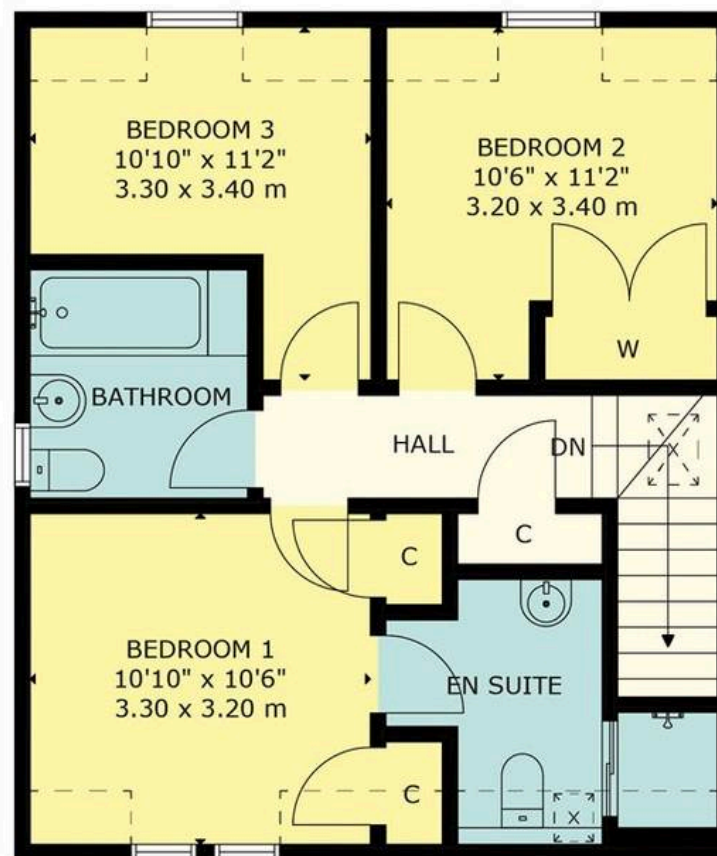 BEDROOM 3
10'10" x 11'2"
3.30 x 3.40 m
BEDROOM 2
10'6" x 11'2"
3.20 x 3.40 m
W
BATHROOM
HALL
DN
X
C
C
BEDROOM 1
10'10" x 10'6"
3.30 x 3.20 m
EN SUITE
C
X